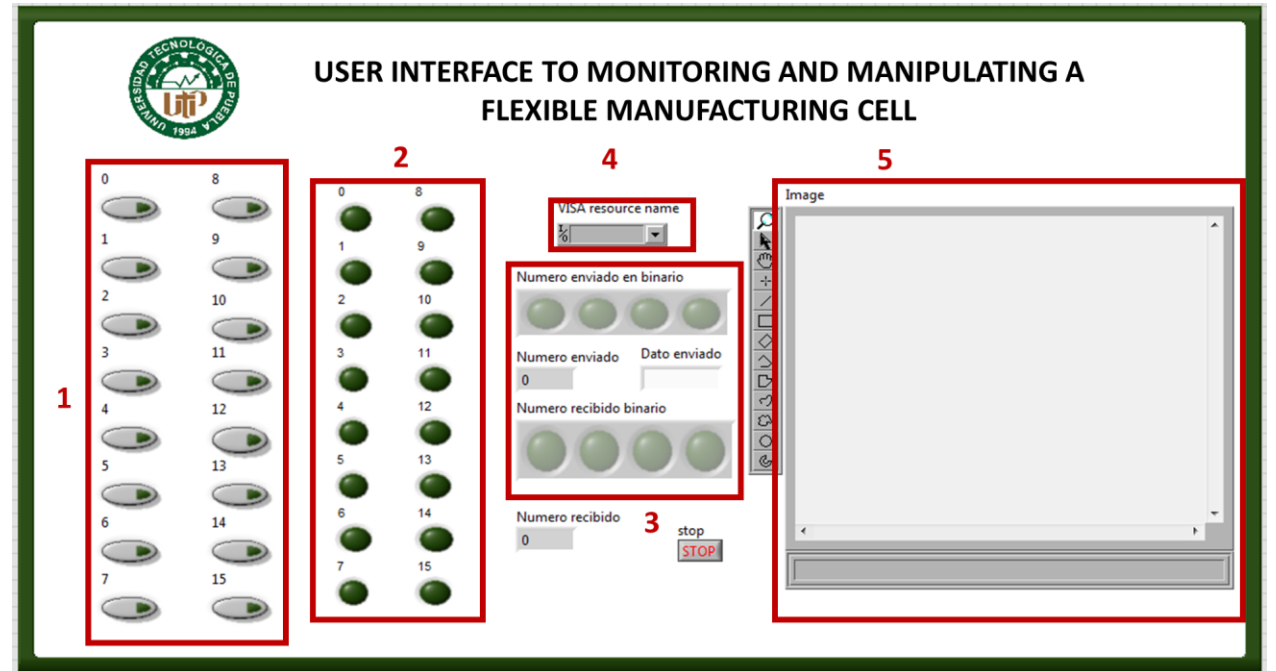 UNIVERSIDAD TECNOLÓGICA DE PUEBLA
UTP
1994
USER INTERFACE TO MONITORING AND MANIPULATING A
FLEXIBLE MANUFACTURING CELL
1
0 8
1 9
2 10
3 11
4 12
5 13
6 14
7 15
2
0 8
1 9
2 10
3 11
4 12
5 13
6 14
7 15
4
VISA resource name
I/O
Numero enviado en binario
Numero enviado Dato enviado
0
Numero recibido binario
Numero recibido
0
3
stop
STOP
5
Image